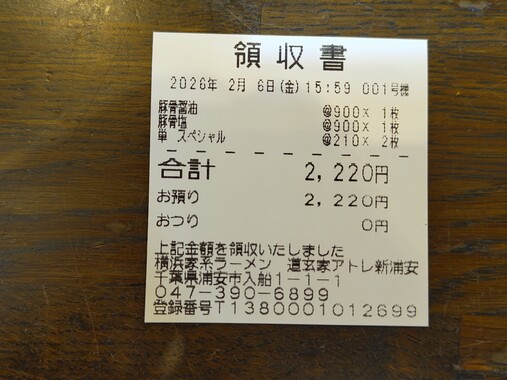 領収書
2026年 2月 6日(金)15:59 001号機
豚骨醤油 @900× 1枚
豚骨塩 @900× 1枚
単 スペシャル @210× 2枚
合計 2,220円
お預り 2,220円
おつり 0円
上記金額を領収いたしました
横浜家系ラーメン 道玄家アトレ新浦安
千葉県浦安市入船1-1-1
047-390-6899
登録番号T1380001012699